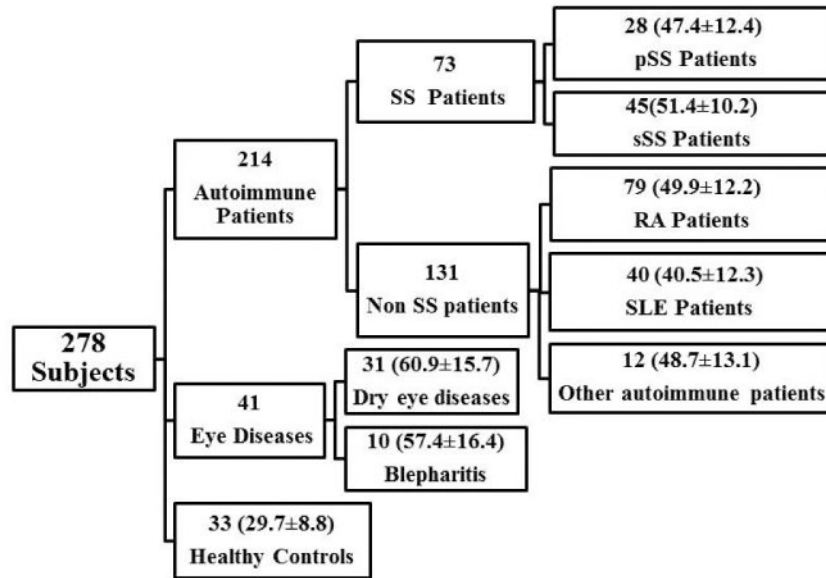 278
Subjects
214
Autoimmune
Patients
73
SS Patients
28 (47.4±12.4)
pSS Patients
45(51.4±10.2)
sSS Patients
131
Non SS patients
79 (49.9±12.2)
RA Patients
40 (40.5±12.3)
SLE Patients
12 (48.7±13.1)
Other autoimmune patients
41
Eye Diseases
31 (60.9±15.7)
Dry eye diseases
10 (57.4±16.4)
Blepharitis
33 (29.7±8.8)
Healthy Controls